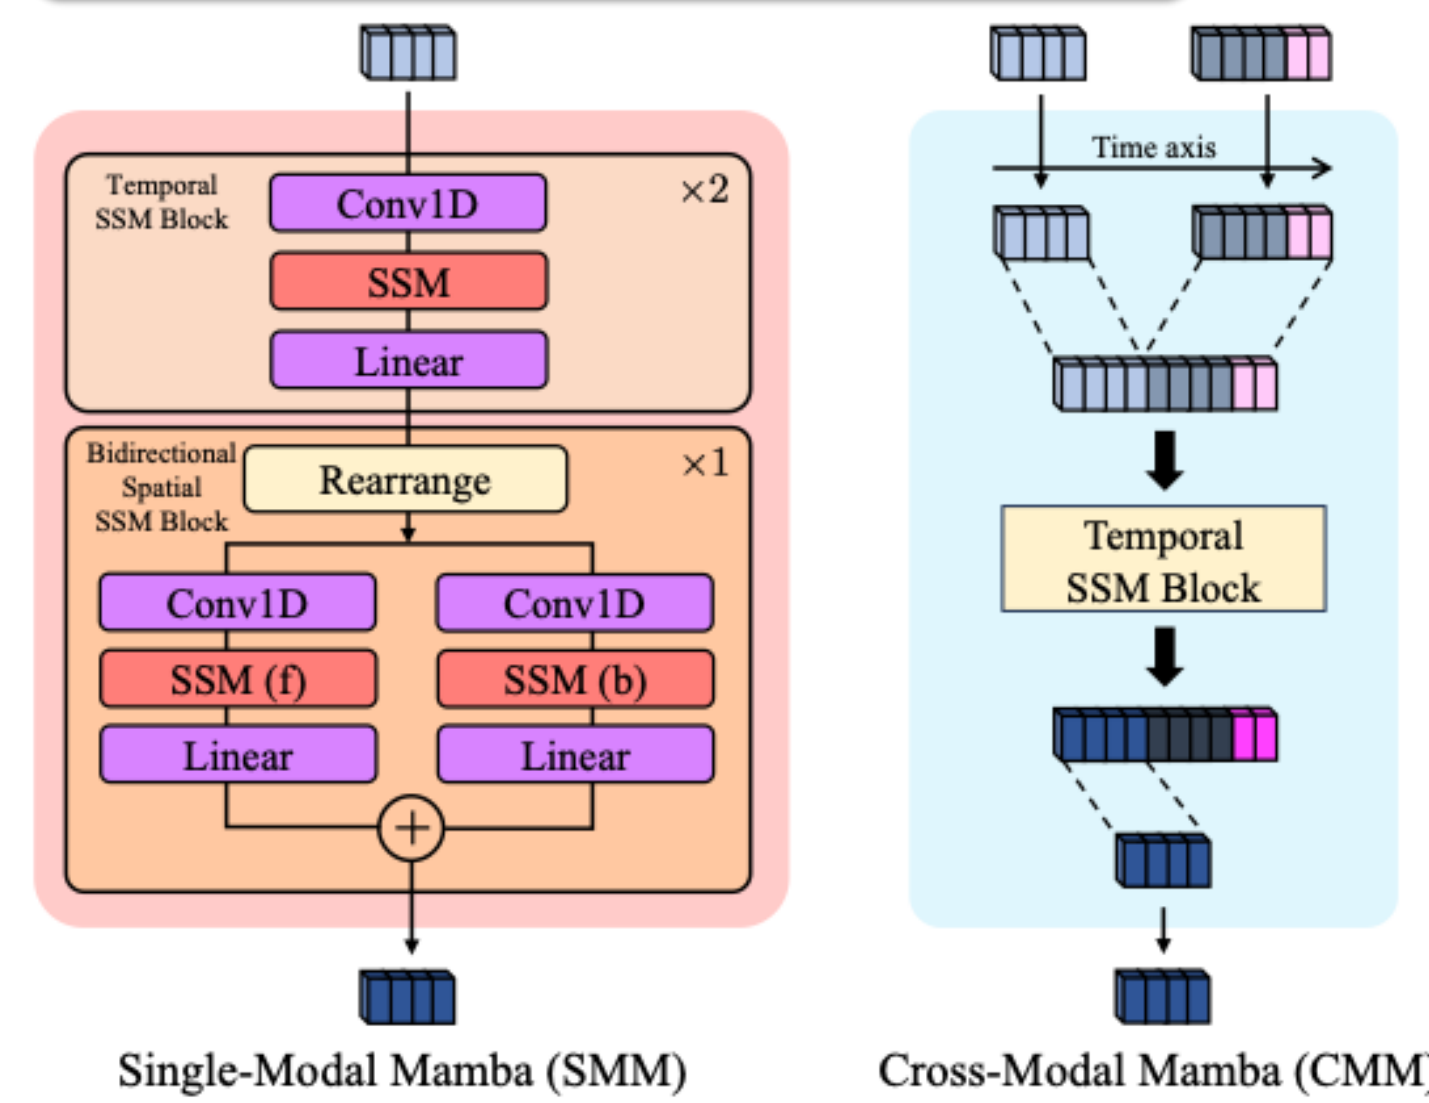 Temporal
SSM Block
×2
Conv1D
SSM
Linear
Bidirectional
Spatial
SSM Block
×1
Rearrange
Conv1D
Conv1D
SSM (f)
SSM (b)
Linear
Linear
+
Single-Modal Mamba (SMM)
Time axis
Temporal
SSM Block
Cross-Modal Mamba (CMM)